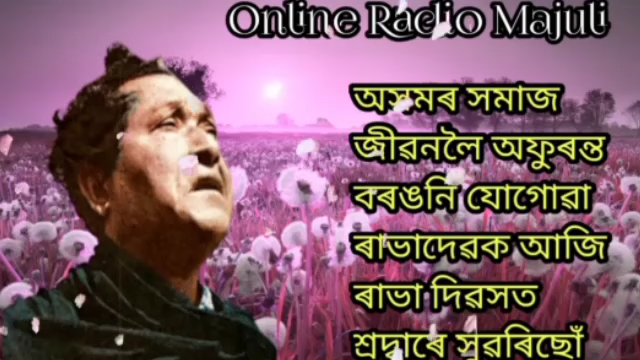 Online Radio Majuli
অসমৰ সমাজ
জীৱনলৈ অফুৰন্ত
বৰঙনি যোগোৱা
ৰাভাদেৱক আজি
ৰাভা দিৱসত
শ্ৰদ্ধাৰে সুৱৰিছোঁ